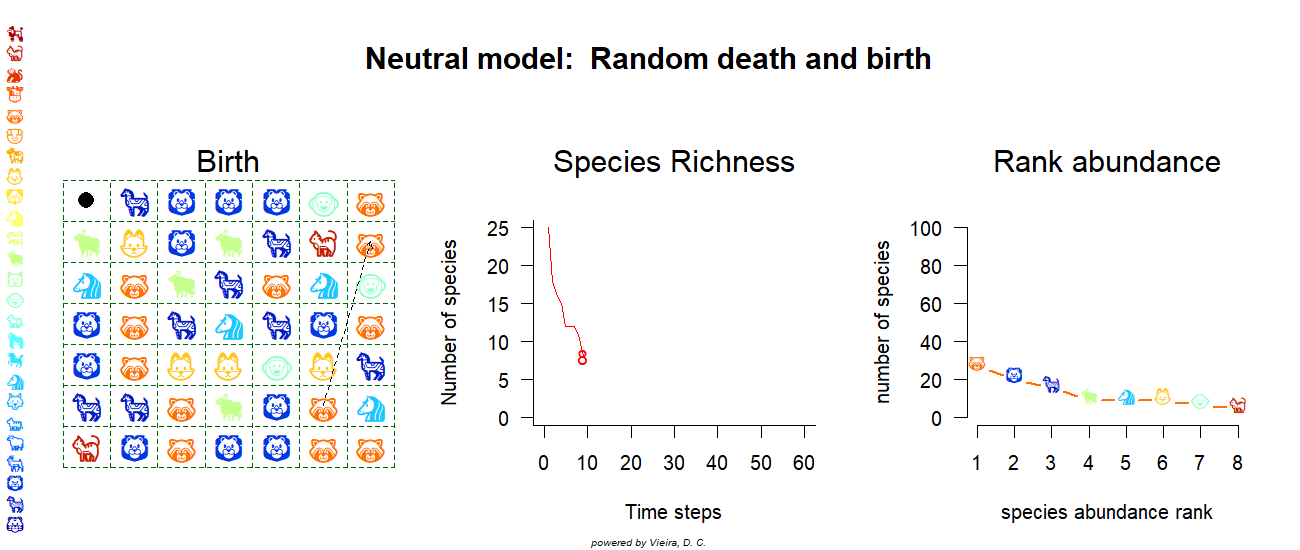 Neutral model:  Random death and birth
Birth
Species Richness
Rank abundance
Number of species
25
20
15
10
5
0
8
0 10 20 30 40 50 60
Time steps
number of species
100
80
60
40
20
0
1 2 3 4 5 6 7 8
species abundance rank
powered by Vieira, D. C.